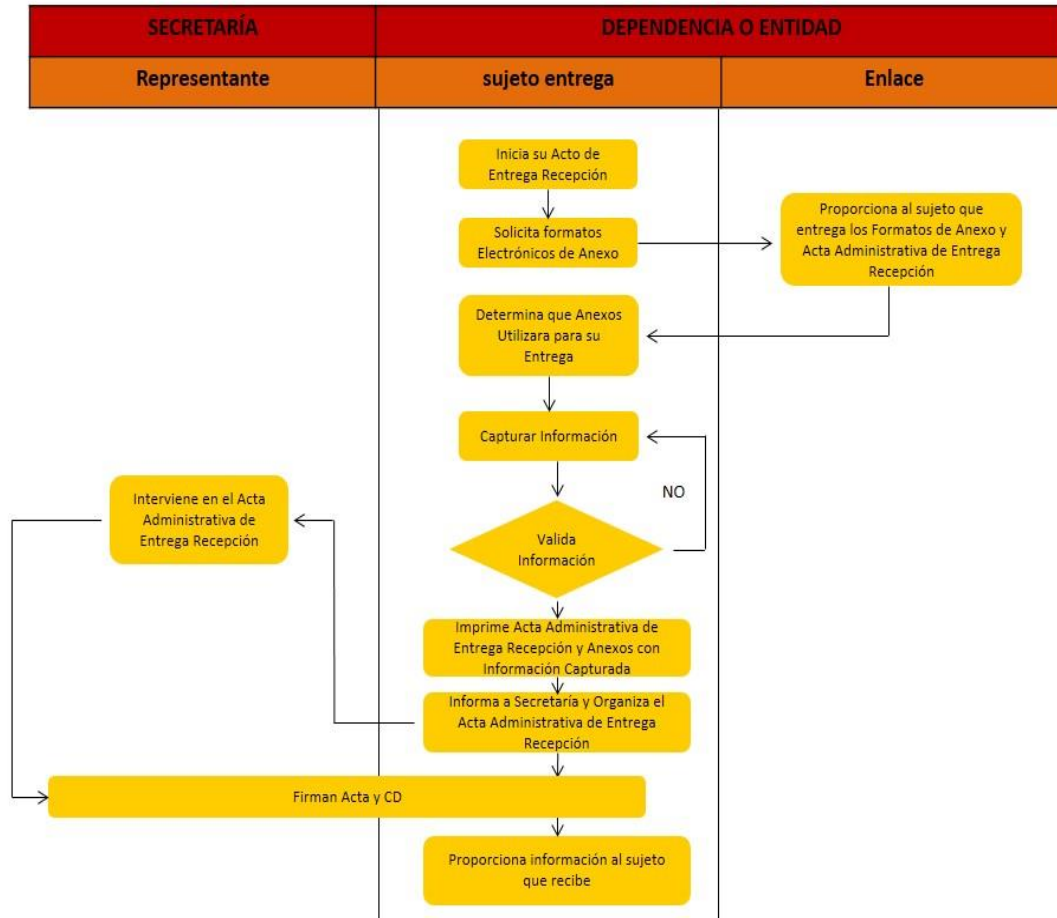 SECRETARÍA
DEPENDENCIA O ENTIDAD
Representante
sujeto entrega
Enlace
Inicia su Acto de
Entrega Recepción
Solicita formatos
Electrónicos de Anexo
Proporciona al sujeto que
entrega los Formatos de Anexo y
Acta Administrativa de Entrega
Recepción
Determina que Anexos
Utilizara para su
Entrega
Capturar Información
NO
Valida
Información
Interviene en el Acta
Administrativa de
Entrega Recepción
Imprime Acta Administrativa de
Entrega Recepción y Anexos con
Información Capturada
Informa a Secretaría y Organiza el
Acta Administrativa de Entrega
Recepción
Firman Acta y CD
Proporciona información al sujeto
que recibe